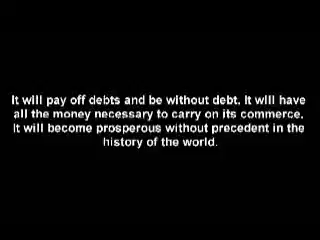 It will pay off debts and be without debt. It will have
all the money necessary to carry on its commerce.
It will become prosperous without precedent in the
history of the world.